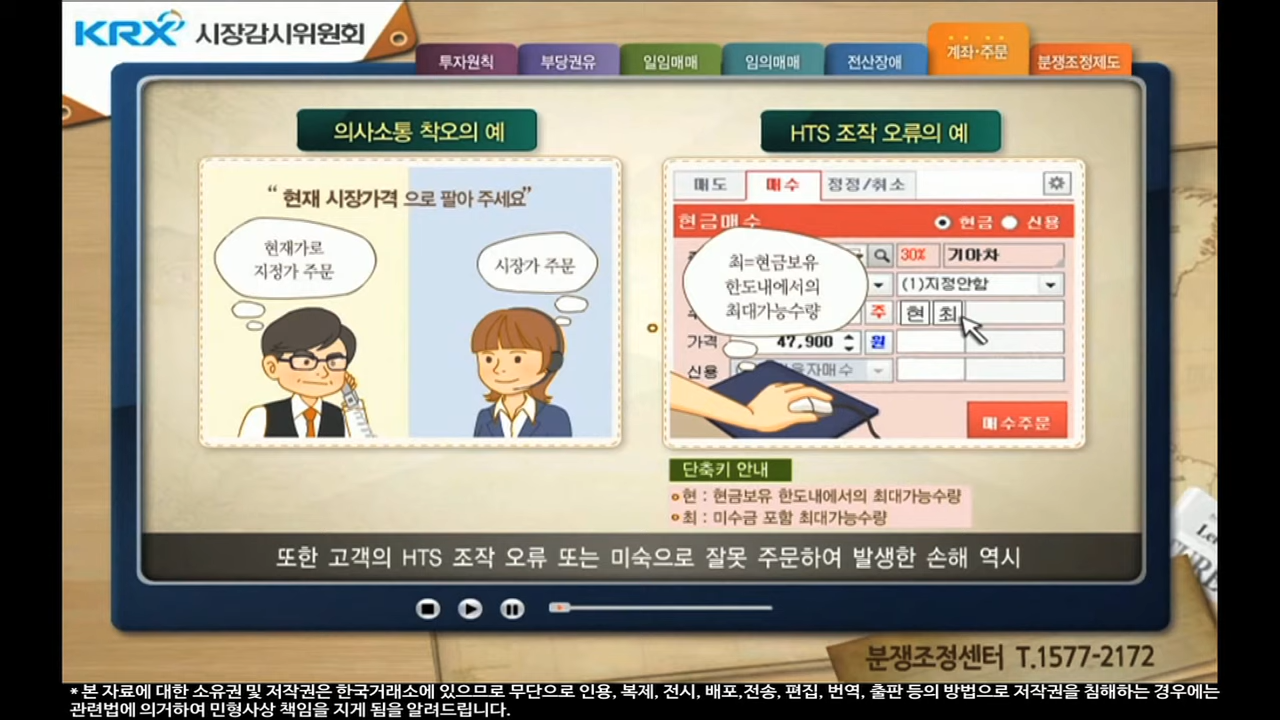 KRX 시장감시위원회
투자원칙
부당권유
일임매매
임의매매
전산장애
계좌·주문
분쟁조정제도
의사소통 착오의 예
“현재 시장가격 으로 팔아 주세요”
현재가로
지정가 주문
시장가 주문
HTS 조작 오류의 예
매도
매수
정정/취소
현금매수
현금
신용
30%
기아차
최=현금보유
한도내에서의
최대가능수량
(1)지정안함
주
현
최
가격
47,900
원
신용
매수주문
단축키 안내
현 : 현금보유 한도내에서의 최대가능수량
최 : 미수금 포함 최대가능수량
또한 고객의 HTS 조작 오류 또는 미숙으로 잘못 주문하여 발생한 손해 역시
분쟁조정센터 T.1577-2172
* 본 자료에 대한 소유권 및 저작권은 한국거래소에 있으므로 무단으로 인용, 복제, 전시, 배포,전송, 편집, 번역, 출판 등의 방법으로 저작권을 침해하는 경우에는
관련법에 의거하여 민형사상 책임을 지게 됨을 알려드립니다.